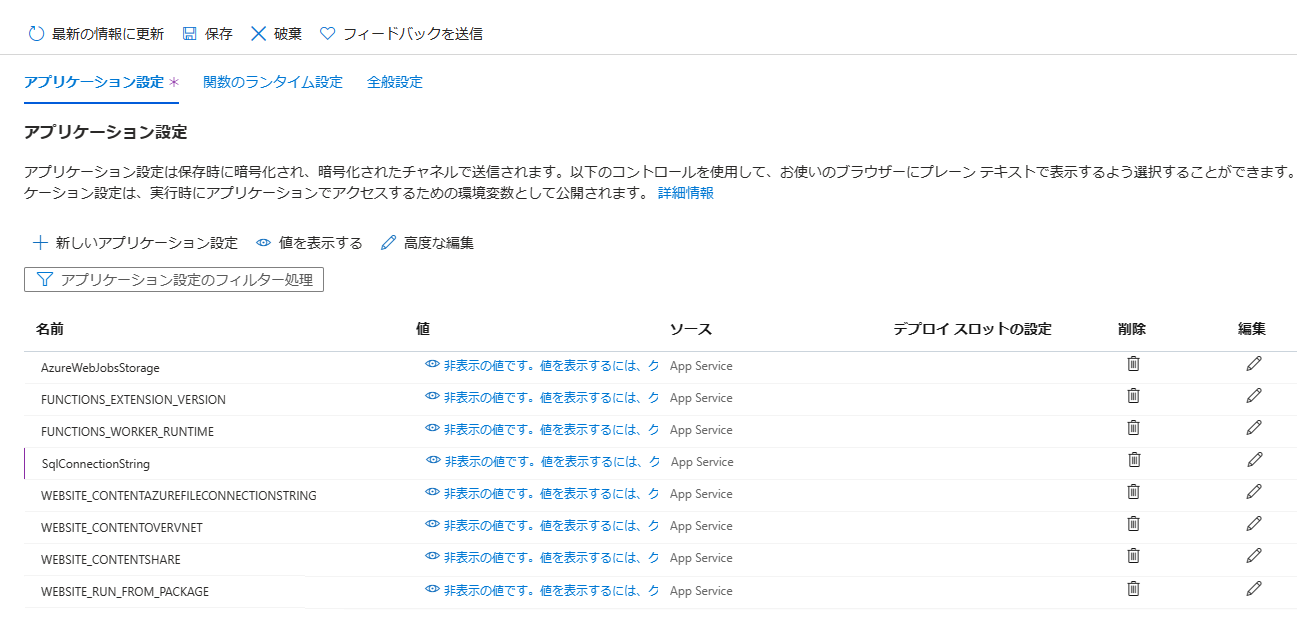 最新の情報に更新 保存 破棄 フィードバックを送信
アプリケーション設定 * 関数のランタイム設定 全般設定
アプリケーション設定
アプリケーション設定は保存時に暗号化され、暗号化されたチャネルで送信されます。以下のコントロールを使用して、お使いのブラウザーにプレーン テキストで表示するよう選択することができます。
ケーション設定は、実行時にアプリケーションでアクセスするための環境変数として公開されます。 詳細情報
新しいアプリケーション設定 値を表示する 高度な編集
アプリケーション設定のフィルター処理
名前 値 ソース デプロイ スロットの設定 削除 編集
AzureWebJobsStorage 非表示の値です。値を表示するには、ク App Service
FUNCTIONS_EXTENSION_VERSION 非表示の値です。値を表示するには、ク App Service
FUNCTIONS_WORKER_RUNTIME 非表示の値です。値を表示するには、ク App Service
SqlConnectionString 非表示の値です。値を表示するには、ク App Service
WEBSITE_CONTENTAZUREFILECONNECTIONSTRING 非表示の値です。値を表示するには、ク App Service
WEBSITE_CONTENTOVERVNET 非表示の値です。値を表示するには、ク App Service
WEBSITE_CONTENTSHARE 非表示の値です。値を表示するには、ク App Service
WEBSITE_RUN_FROM_PACKAGE 非表示の値です。値を表示するには、ク App Service